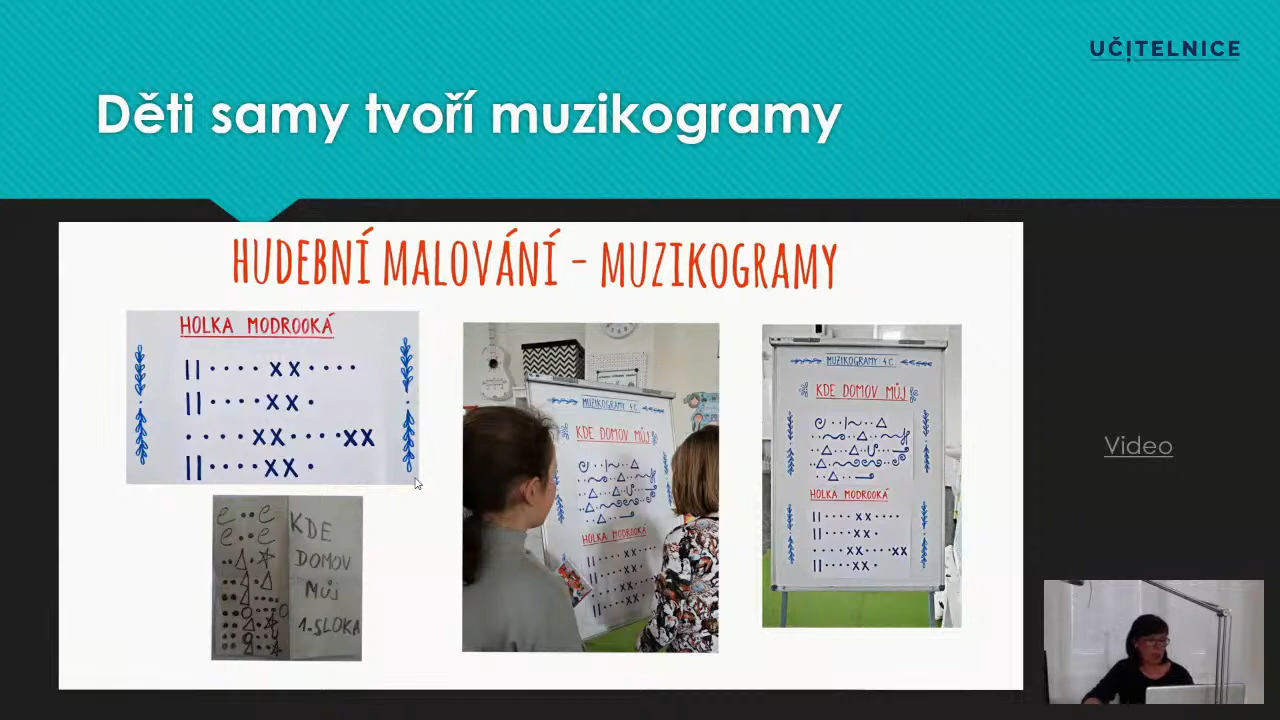 UČITELNICE
Děti samy tvoří muzikogramy
HUDEBNÍ MALOVÁNÍ - MUZIKOGRAMY
HOLKA MODROOKÁ
|| • • • • X X • • • •
|| • • • • X X •
• • • • X X • • • • X X
|| • • • • X X •
KDE
DOMOV
MŮJ
1. SLOKA
MUZIKOGRAMY 4.C
KDE DOMOV MŮJ
HOLKA MODROOKÁ
MUZIKOGRAMY 4.C
KDE DOMOV MŮJ
HOLKA MODROOKÁ
|| • • • • X X • • • •
|| • • • • X X •
• • • • X X • • • • X X
|| • • • • X X •
Video